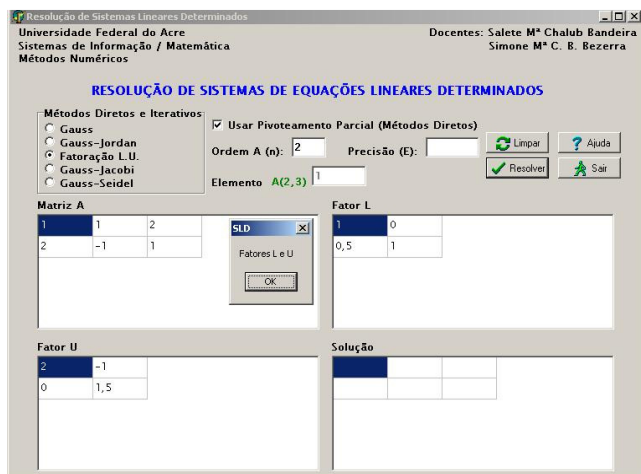 Resolução de Sistemas Lineares Determinados
Universidade Federal do Acre
Sistemas de Informação / Matemática
Métodos Numéricos
Docentes: Salete Mª Chalub Bandeira
Simone Mª C. B. Bezerra
RESOLUÇÃO DE SISTEMAS DE EQUAÇÕES LINEARES DETERMINADOS
Métodos Diretos e Iterativos
Gauss
Gauss-Jordan
Fatoração L.U.
Gauss-Jacobi
Gauss-Seidel
Usar Pivoteamento Parcial (Métodos Diretos)
Ordem A (n): 2 Precisão (E):
Elemento A(2,3) 1
Limpar Ajuda
Resolver Sair
Matriz A
1 1 2
2 -1 1
SLD
Fatores L e U
OK
Fator L
1 0
0,5 1
Fator U
2 -1
0 1,5
Solução